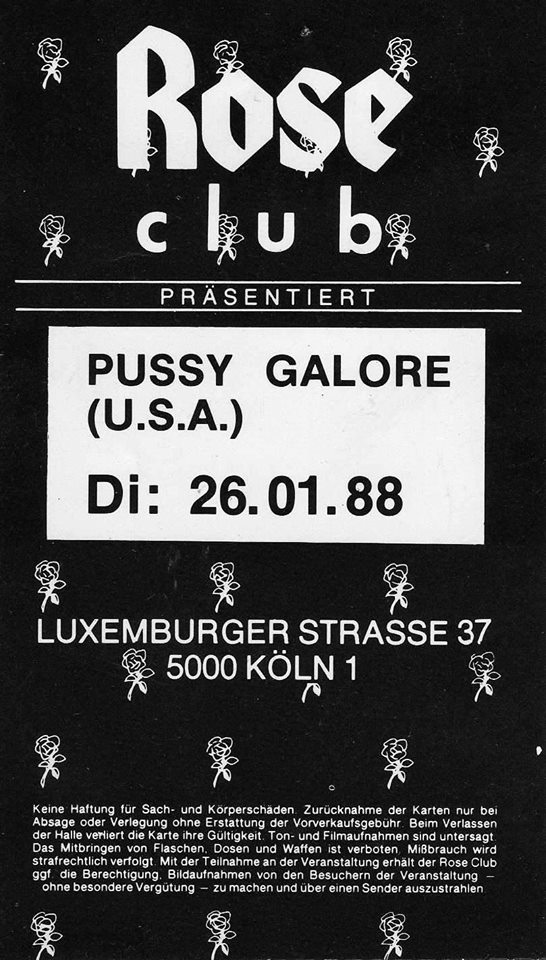 Rose
club
PRÄSENTIERT
PUSSY GALORE
(U.S.A.)
Di: 26.01.88
LUXEMBURGER STRASSE 37
5000 KÖLN 1
Keine Haftung für Sach- und Körperschäden. Zurücknahme der Karten nur bei
Absage oder Verlegung ohne Erstattung der Vorverkaufsgebühr. Beim Verlassen
der Halle verliert die Karte ihre Gültigkeit. Ton- und Filmaufnahmen sind untersagt.
Das Mitbringen von Flaschen, Dosen und Waffen ist verboten, Mißbrauch wird
strafrechtlich verfolgt. Mit der Teilnahme an der Veranstaltung erhält der Rose Club
ggf. die Berechtigung, Bildaufnahmen von den Besuchern der Veranstaltung –
ohne besondere Vergütung – zu machen und über einen Sender auszustrahlen.